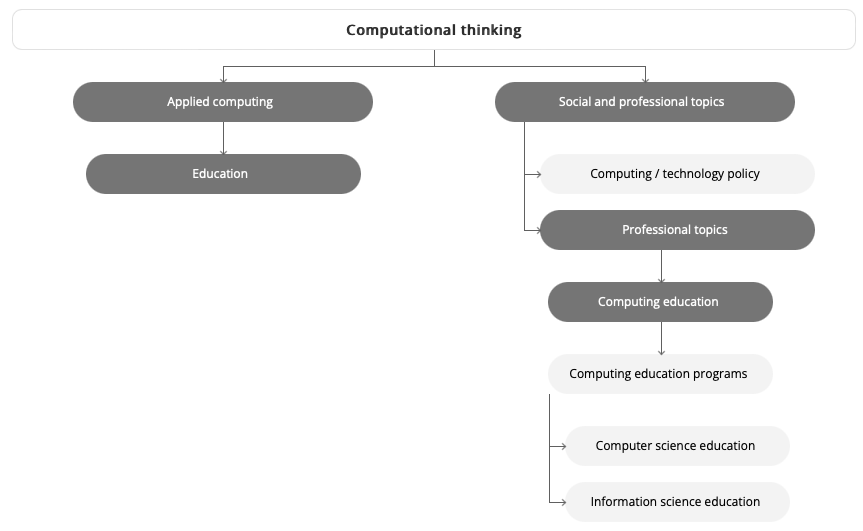 Computational thinking
Applied computing
Social and professional topics
Education
Computing / technology policy
Professional topics
Computing education
Computing education programs
Computer science education
Information science education